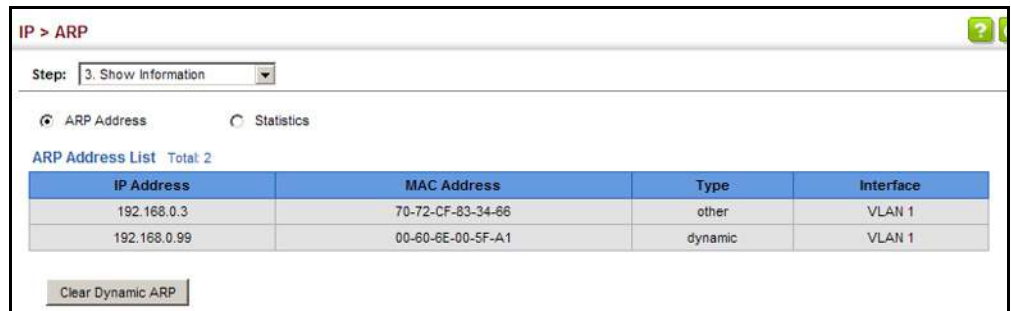 IP > ARP
?
Step: 3. Show Information
ARP Address Statistics
ARP Address List Total: 2
IP Address MAC Address Type Interface
192.168.0.3 70-72-CF-83-34-66 other VLAN 1
192.168.0.99 00-60-6E-00-5F-A1 dynamic VLAN 1
Clear Dynamic ARP